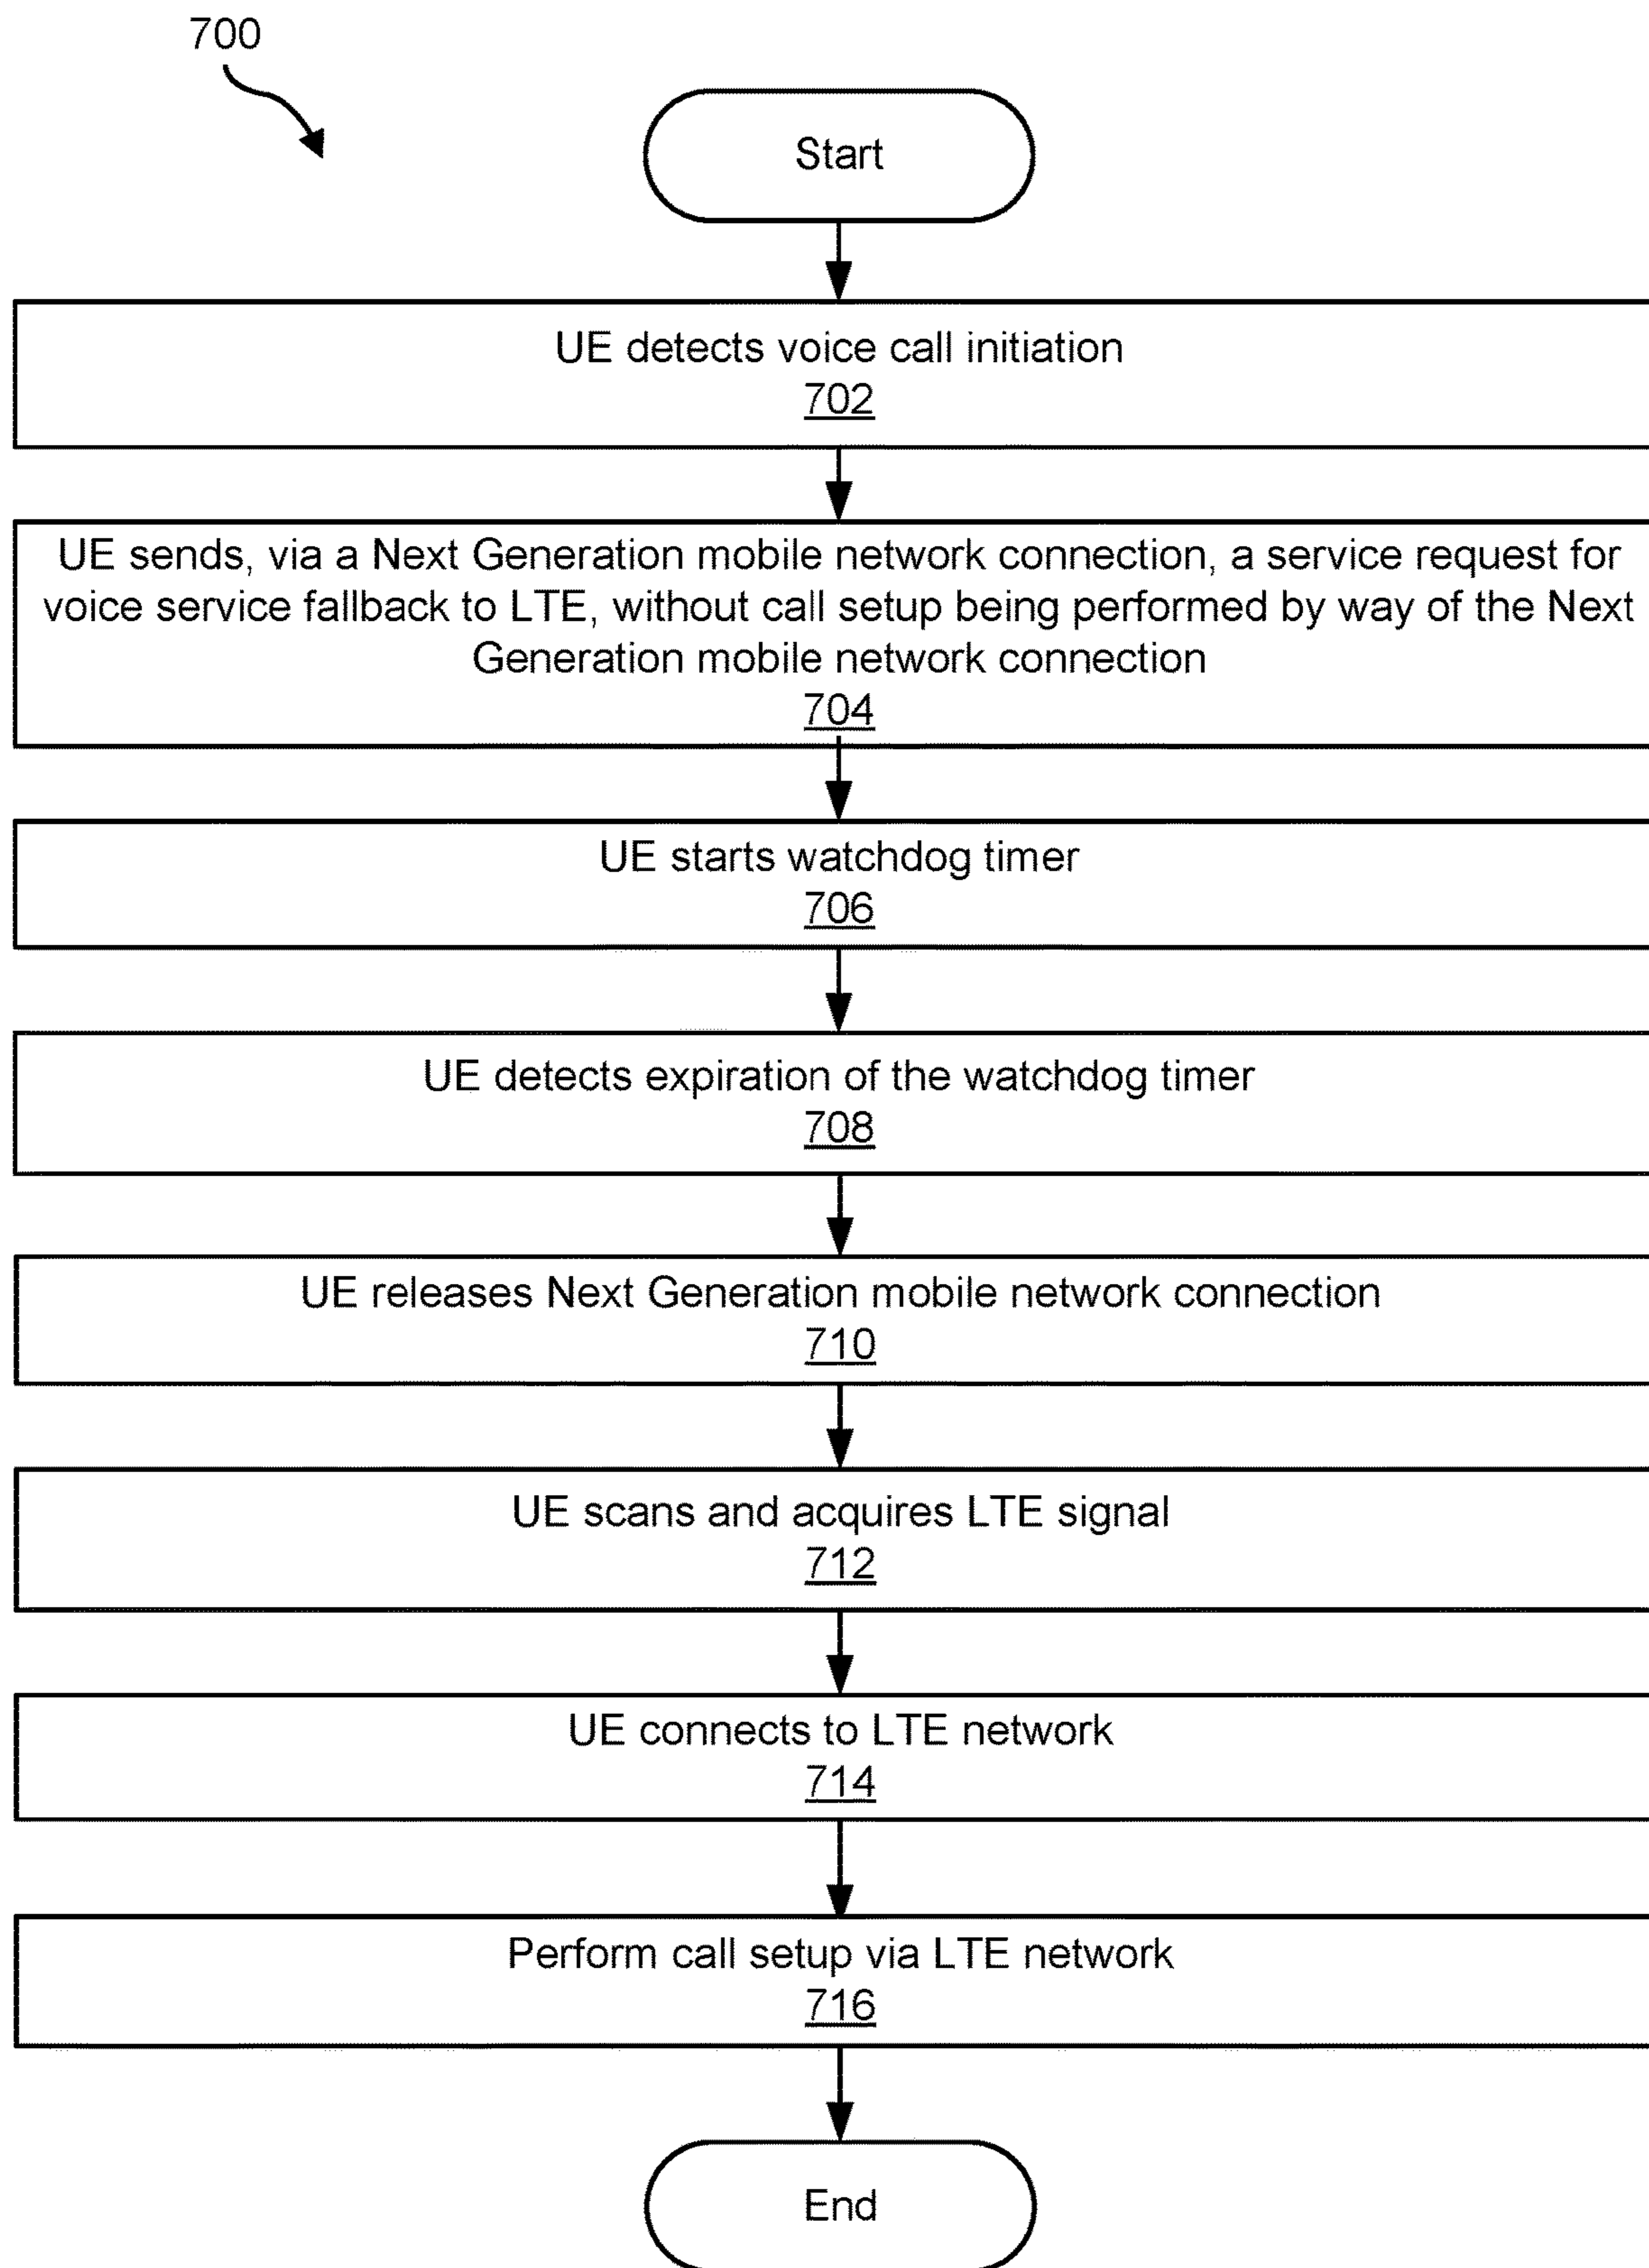 700
Start
UE detects voice call initiation
702
UE sends, via a Next Generation mobile network connection, a service request for
voice service fallback to LTE, without call setup being performed by way of the Next
Generation mobile network connection
704
UE starts watchdog timer
706
UE detects expiration of the watchdog timer
708
UE releases Next Generation mobile network connection
710
UE scans and acquires LTE signal
712
UE connects to LTE network
714
Perform call setup via LTE network
716
End